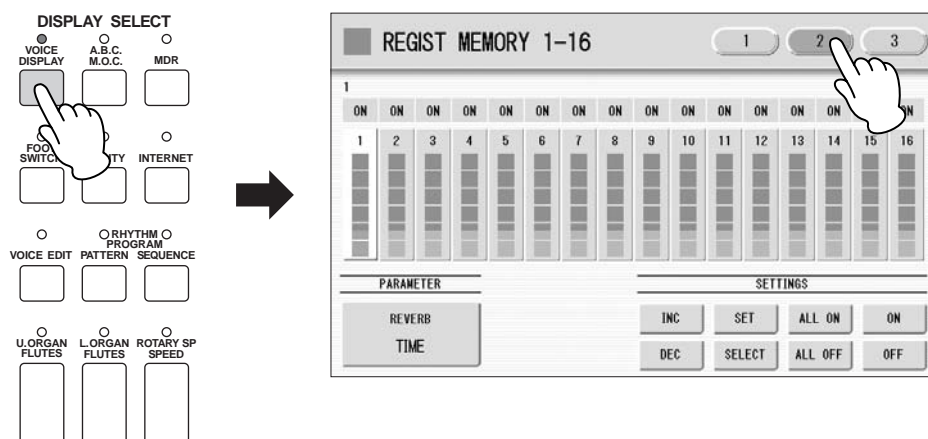 DISPLAY SELECT
VOICE DISPLAY
A.B.C. M.O.C.
MDR
INTERNET
VOICE EDIT
RHYTHM PROGRAM
PATTERN
SEQUENCE
U.ORGAN FLUTES
L.ORGAN FLUTES
ROTARY SP SPEED
REGIST MEMORY 1-16
1 2 3
1
ON ON ON ON ON ON ON ON ON ON ON ON ON ON
1 2 3 4 5 6 7 8 9 10 11 12 13 14 15 16
PARAMETER
SETTINGS
REVERB
TIME
INC SET ALL ON ON
DEC SELECT ALL OFF OFF